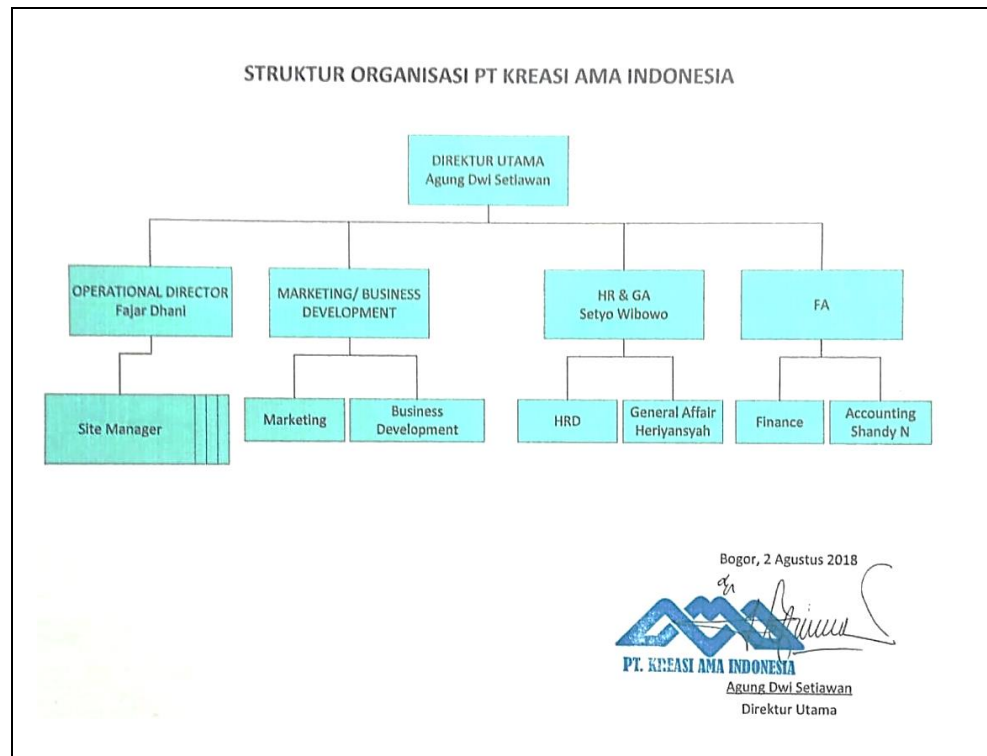 STRUKTUR ORGANISASI PT KREASI AMA INDONESIA
DIREKTUR UTAMA
Agung Dwi Setiawan
OPERATIONAL DIRECTOR
Fajar Dhani
MARKETING/ BUSINESS
DEVELOPMENT
HR & GA
Setyo Wibowo
FA
Site Manager
Marketing
Business
Development
HRD
General Affair
Heriyansyah
Finance
Accounting
Shandy N
Bogor, 2 Agustus 2018
PT. KREASI AMA INDONESIA
Agung Dwi Setiawan
Direktur Utama